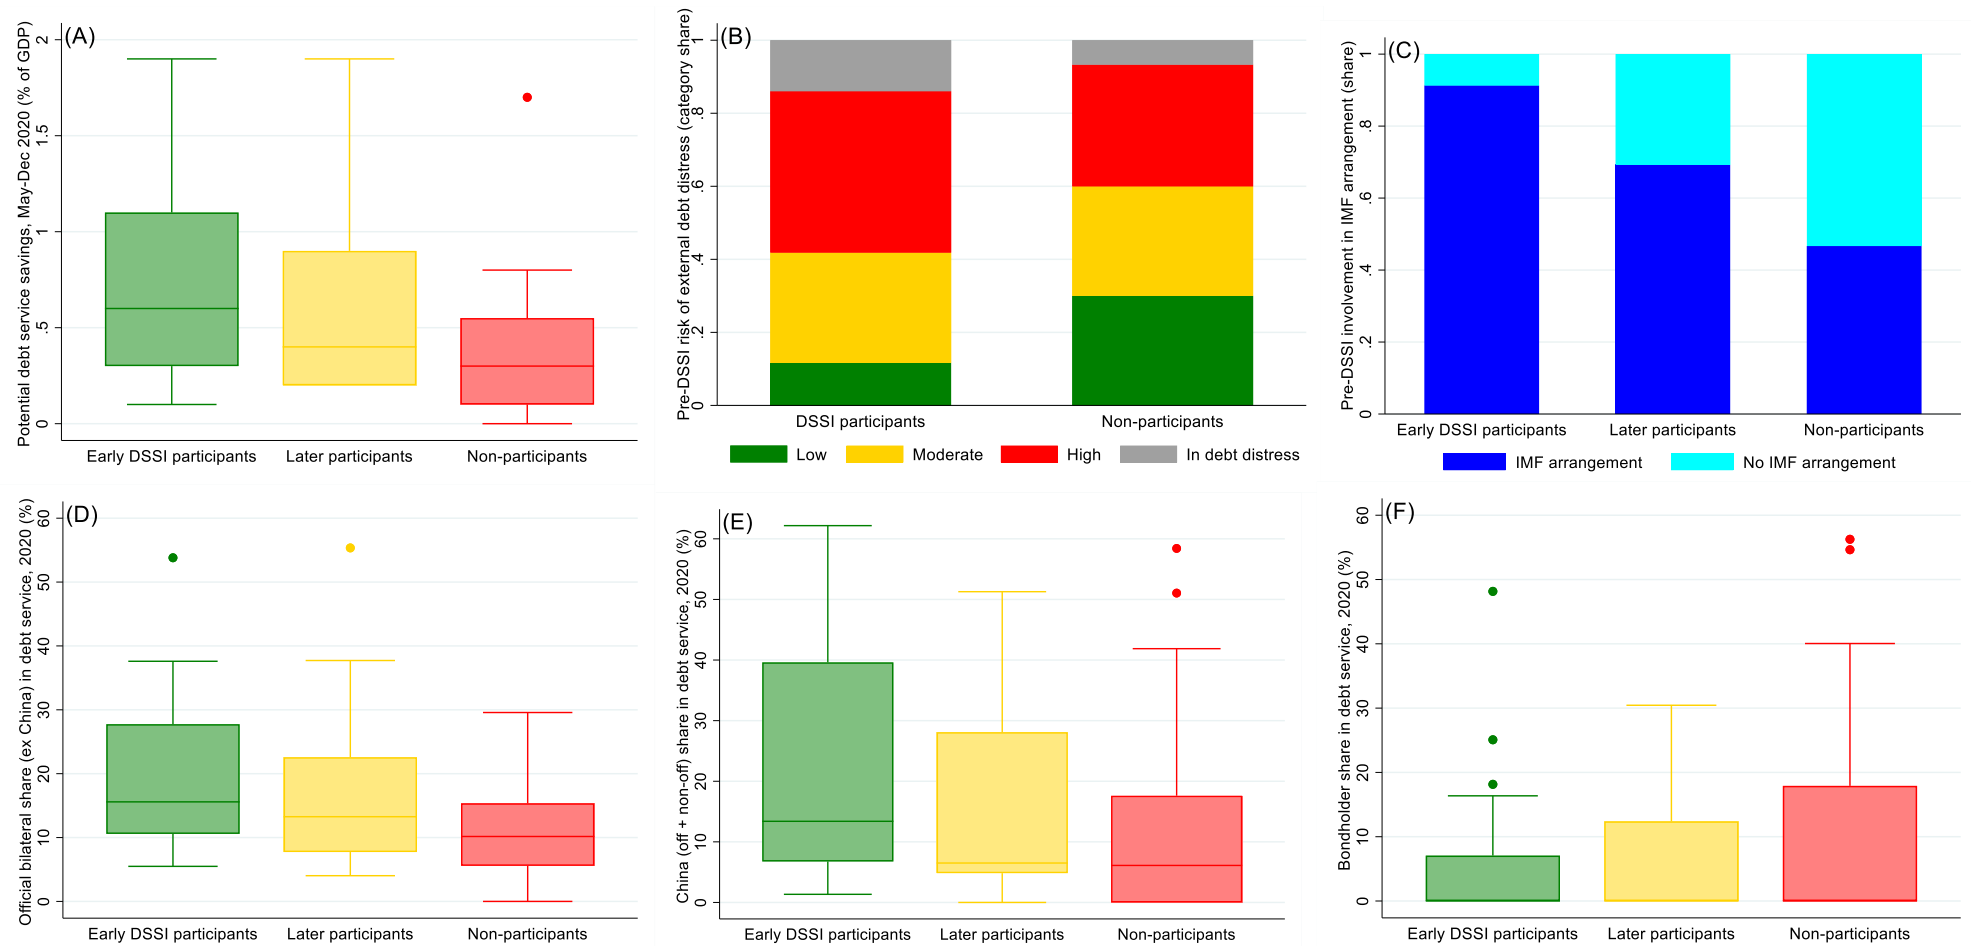 (A)
Potential debt service savings, May-Dec 2020 (% of GDP)
2
1.5
1
.5
0
Early DSSI participants
Later participants
Non-participants
(B)
Pre-DSSI risk of external debt distress (category share)
1
.8
.6
.4
.2
0
DSSI participants
Non-participants
Low
Moderate
High
In debt distress
(C)
Pre-DSSI involvement in IMF arrangement (share)
1
.8
.6
.4
.2
0
Early DSSI participants
Later participants
Non-participants
IMF arrangement
No IMF arrangement
(D)
Official bilateral share (ex China) in debt service, 2020 (%)
60
50
40
30
20
10
0
Early DSSI participants
Later participants
Non-participants
(E)
China (off + non-off) share in debt service, 2020 (%)
60
50
40
30
20
10
0
Early DSSI participants
Later participants
Non-participants
(F)
Bondholder share in debt service, 2020 (%)
60
50
40
30
20
10
0
Early DSSI participants
Later participants
Non-participants